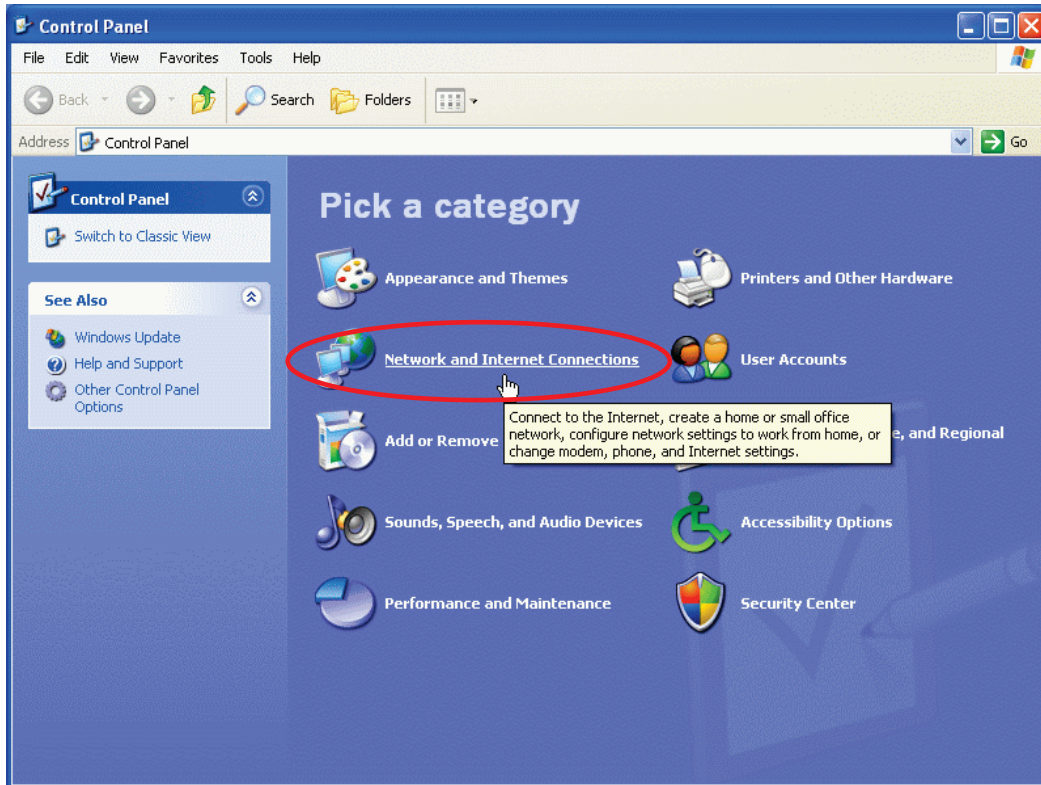 Control Panel
File Edit View Favorites Tools Help
Back Search Folders
Address Control Panel Go
Control Panel
Switch to Classic View
See Also
Windows Update
Help and Support
Other Control Panel
Options
Pick a category
Appearance and Themes
Printers and Other Hardware
Network and Internet Connections
User Accounts
Add or Remove
e, and Regional
Connect to the Internet, create a home or small office
network, configure network settings to work from home, or
change modem, phone, and Internet settings.
Sounds, Speech, and Audio Devices
Accessibility Options
Performance and Maintenance
Security Center